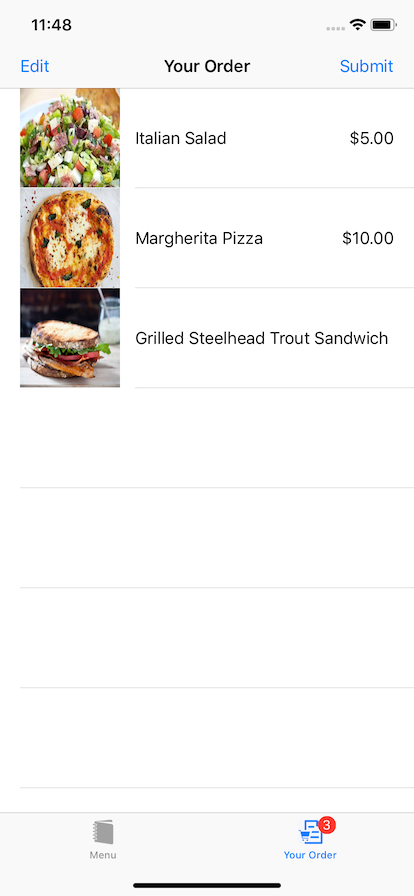 11:48
Edit Your Order Submit
Italian Salad $5.00
Margherita Pizza $10.00
Grilled Steelhead Trout Sandwich
3
Menu Your Order